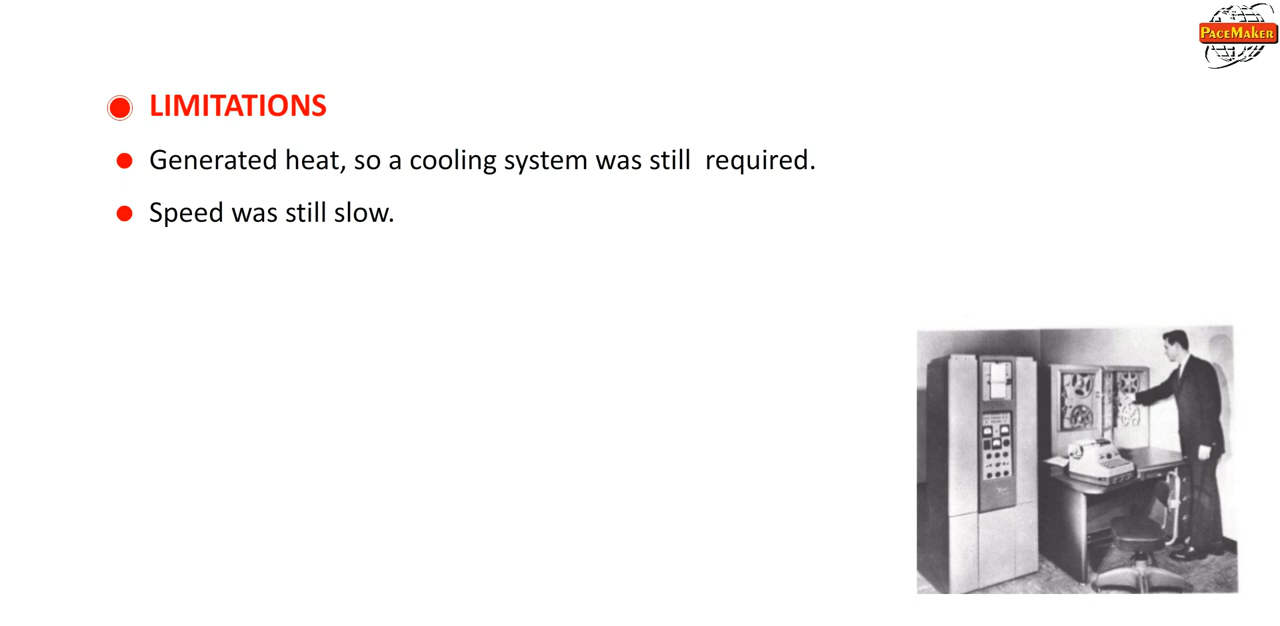 PACEMAKER
LIMITATIONS
Generated heat, so a cooling system was still  required.
Speed was still slow.